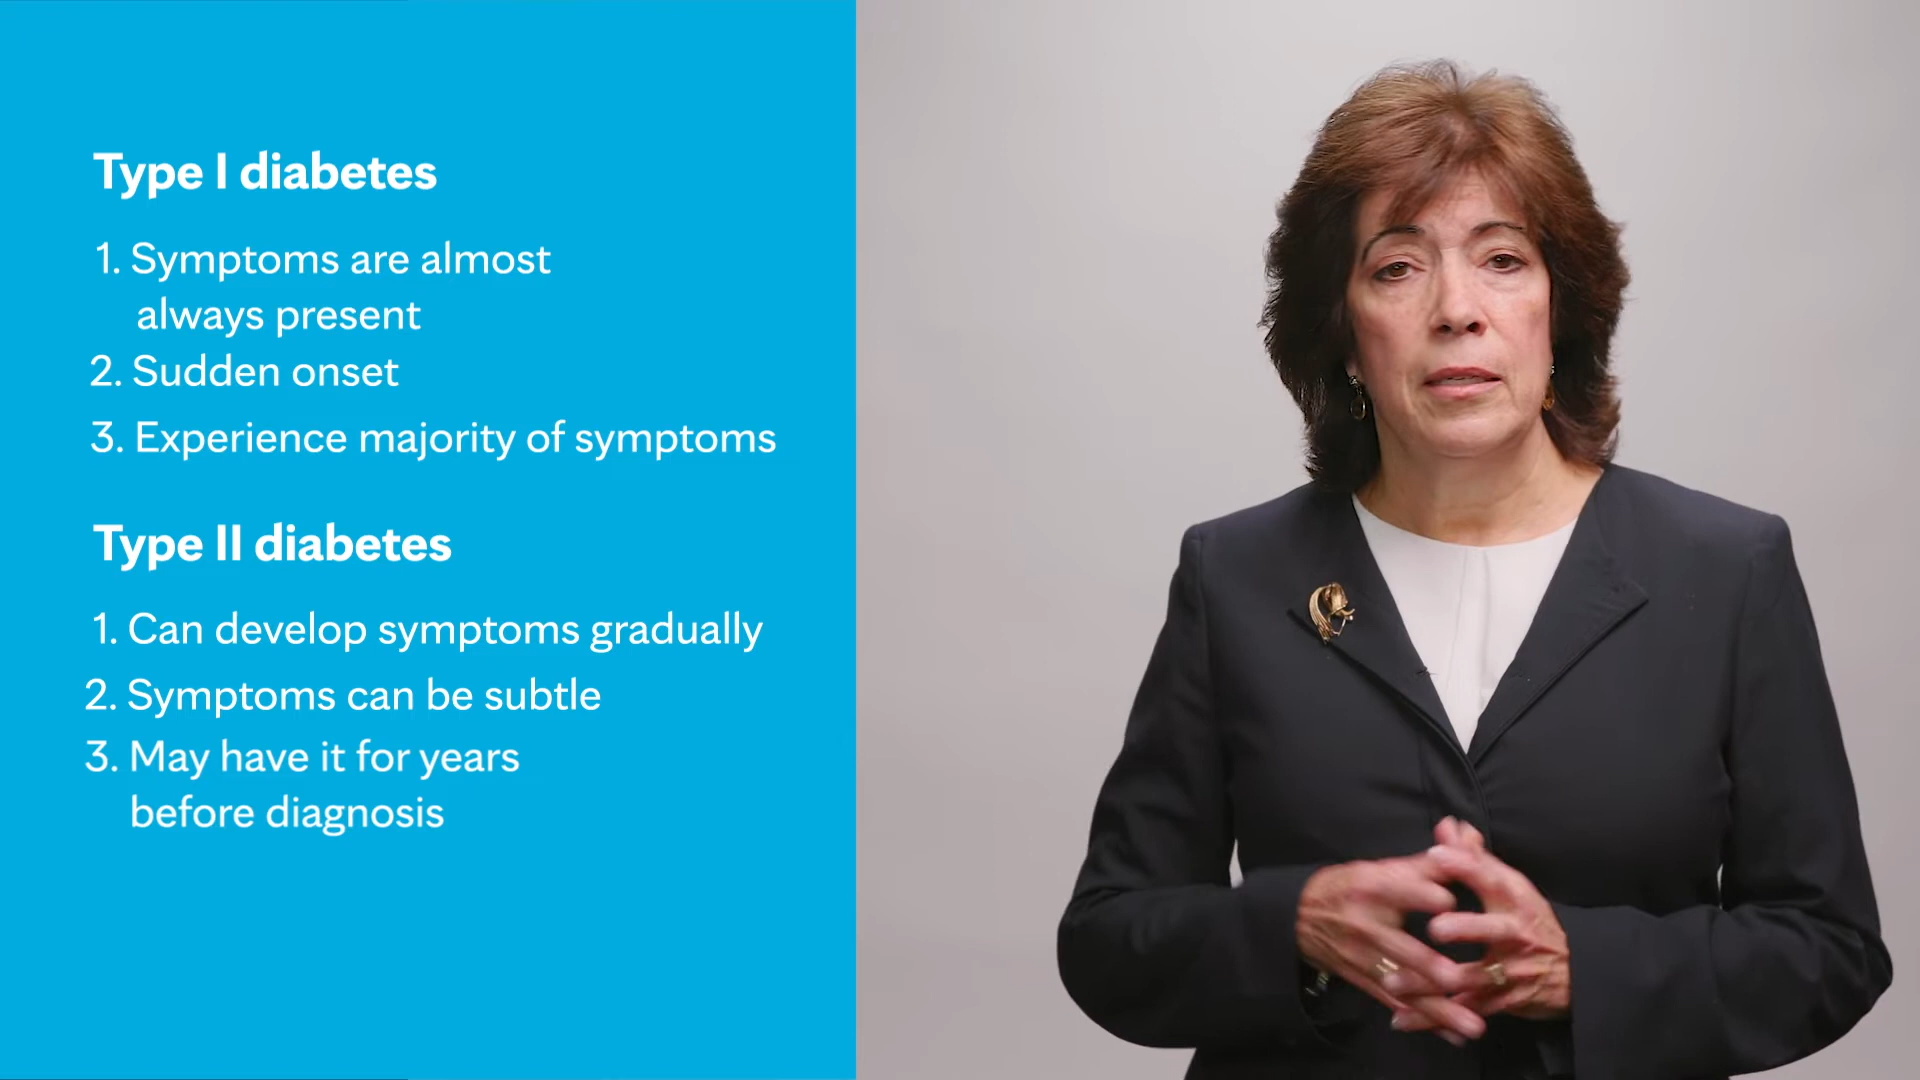 Type I diabetes
1. Symptoms are almost
always present
2. Sudden onset
3. Experience majority of symptoms
Type II diabetes
1. Can develop symptoms gradually
2. Symptoms can be subtle
3. May have it for years
before diagnosis